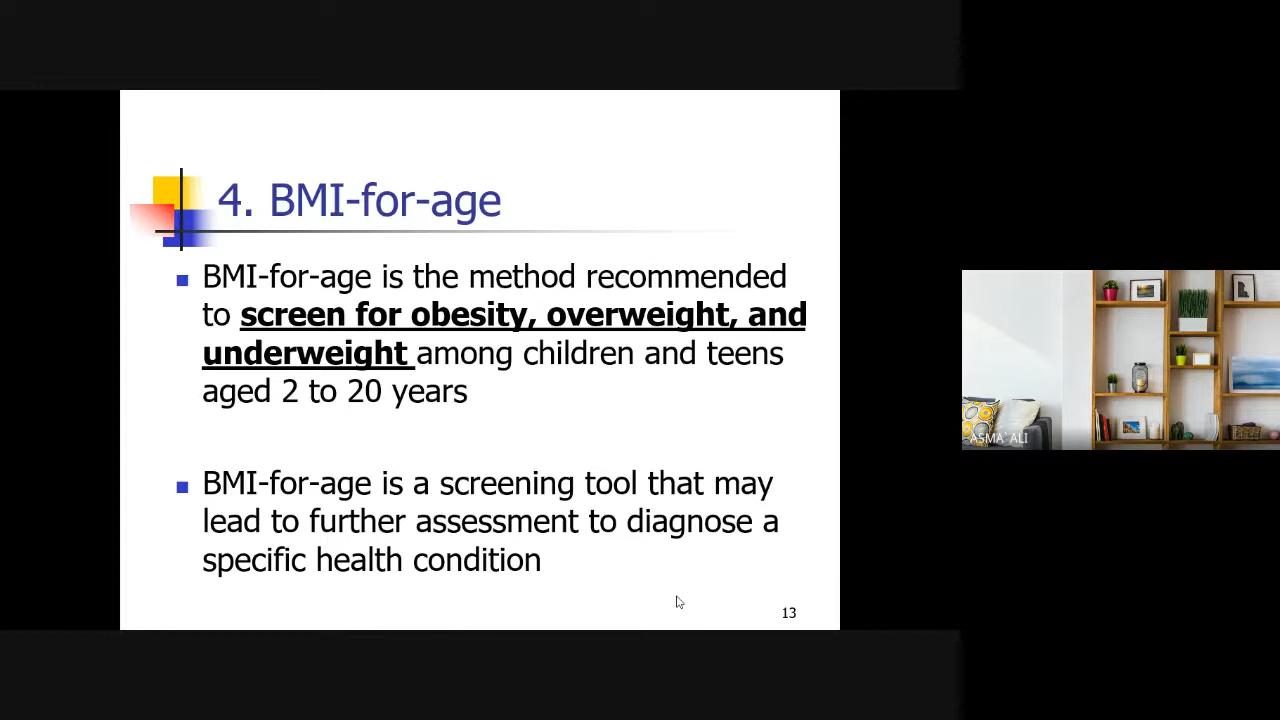 4. BMI-for-age
BMI-for-age is the method recommended
to screen for obesity, overweight, and
underweight among children and teens
aged 2 to 20 years
BMI-for-age is a screening tool that may
lead to further assessment to diagnose a
specific health condition
13
ASMA`ALI